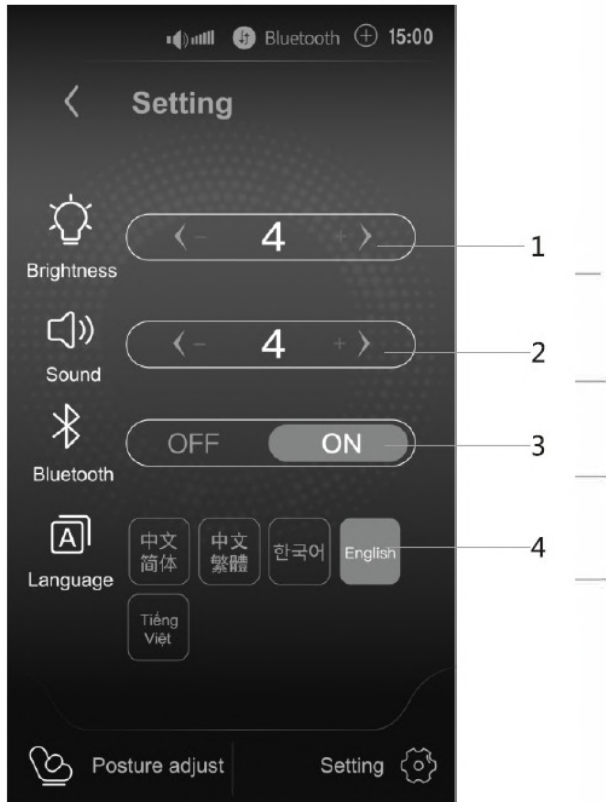 Bluetooth 15:00
Setting
- 4 +
1
Brightness
- 4 +
2
Sound
OFF ON
3
Bluetooth
A
中文
简体
中文
繁體
한국어
English
4
Language
Tiếng
Việt
Posture adjust
Setting